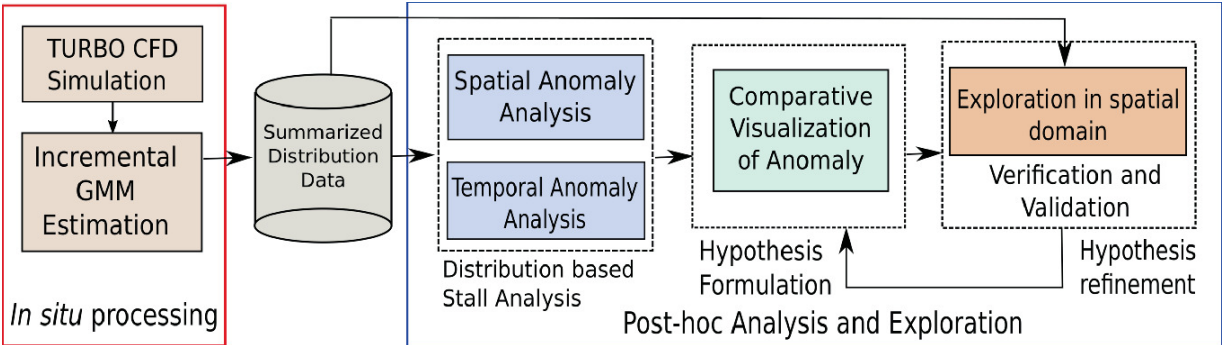 TURBO CFD
Simulation
Incremental
GMM
Estimation
In situ processing
Summarized
Distribution
Data
Spatial Anomaly
Analysis
Temporal Anomaly
Analysis
Distribution based
Stall Analysis
Comparative
Visualization
of Anomaly
Hypothesis
Formulation
Exploration in spatial
domain
Verification and
Validation
Hypothesis
refinement
Post-hoc Analysis and Exploration